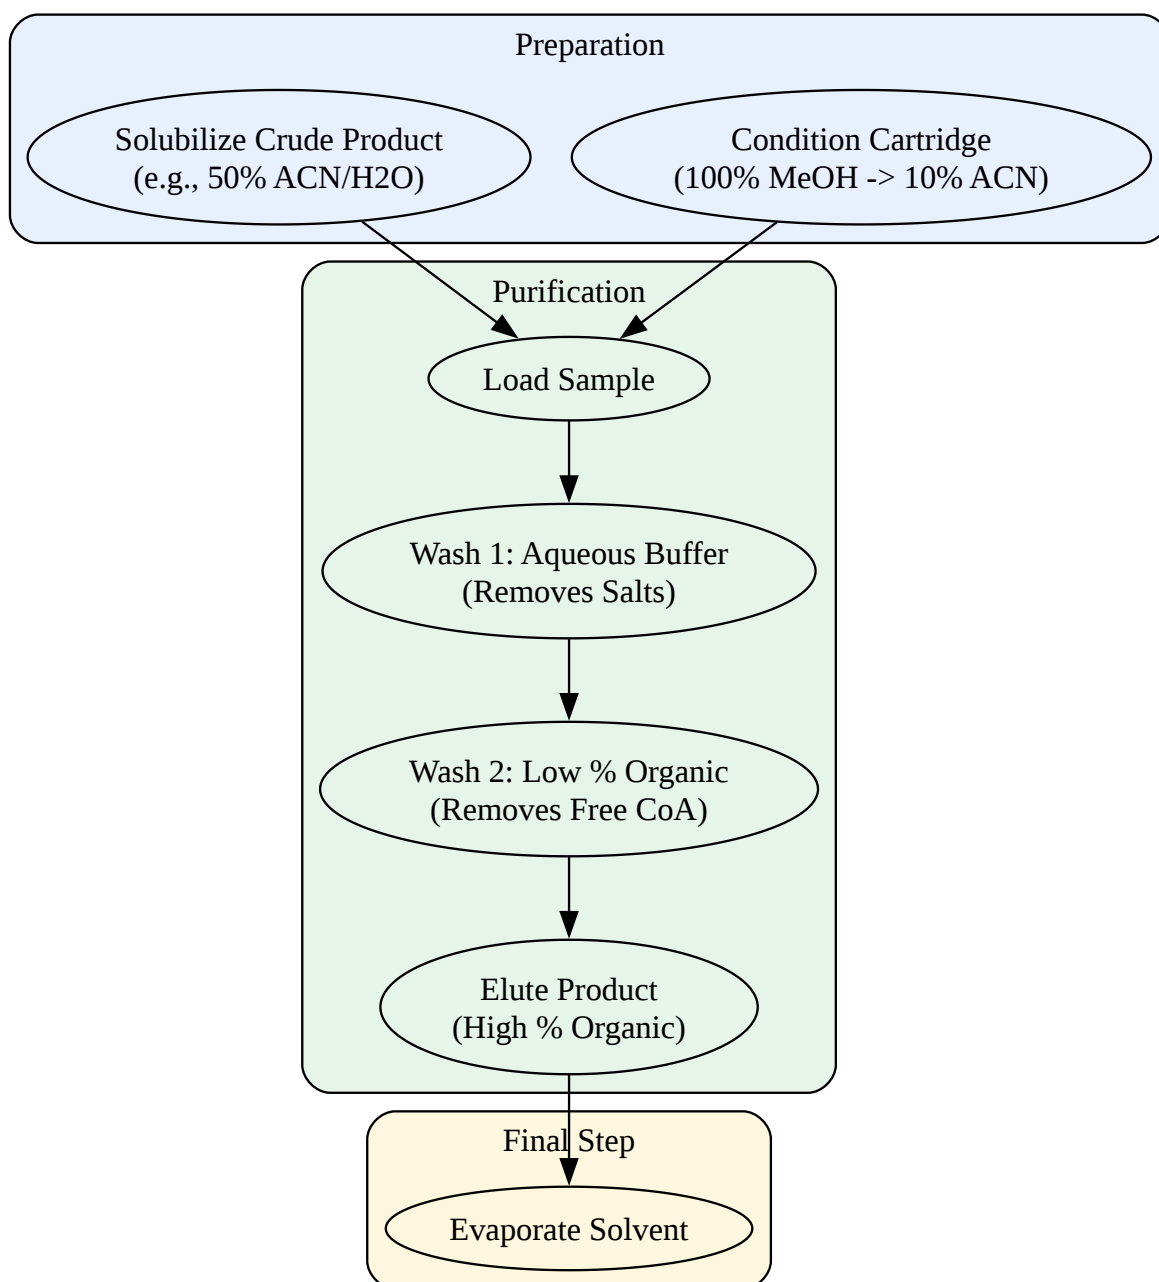 Preparation
Solubilize Crude Product
(e.g., 50% ACN/H2O)
Condition Cartridge
(100% MeOH -> 10% ACN)
Purification
Load Sample
Wash 1: Aqueous Buffer
(Removes Salts)
Wash 2: Low % Organic
(Removes Free CoA)
Elute Product
(High % Organic)
Final Step
Evaporate Solvent